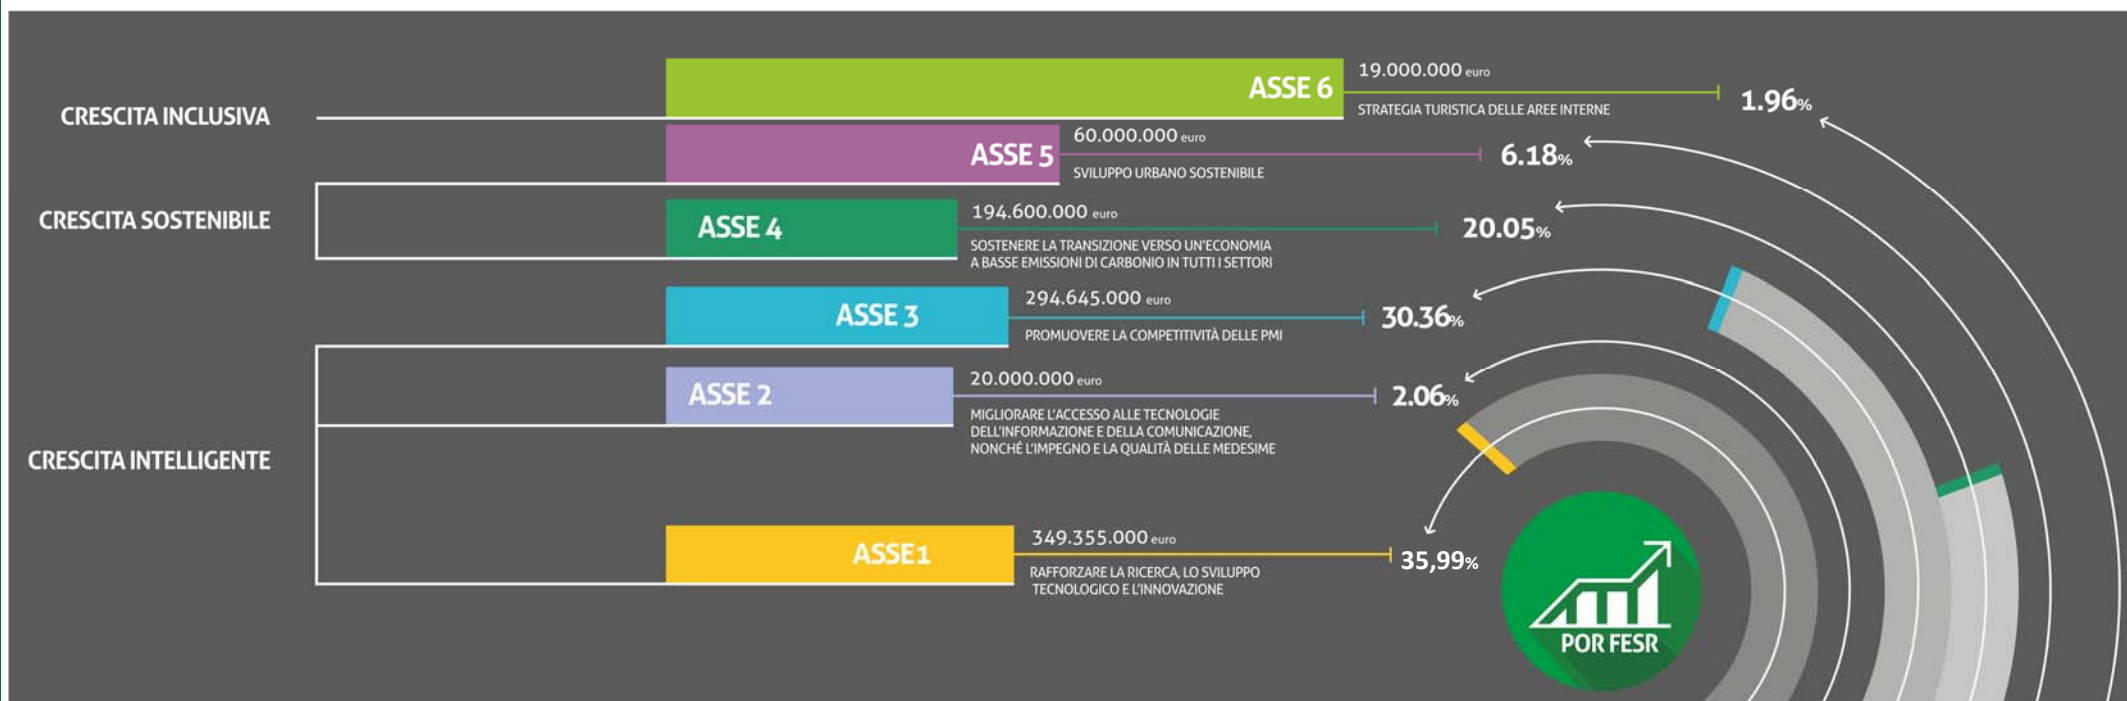 CRESCITA INCLUSIVA
ASSE 6
19.000.000 euro
STRATEGIA TURISTICA DELLE AREE INTERNE
1.96%
ASSE 5
60.000.000 euro
SVILUPPO URBANO SOSTENIBILE
6.18%
CRESCITA SOSTENIBILE
ASSE 4
194.600.000 euro
SOSTENERE LA TRANSIZIONE VERSO UN'ECONOMIA
A BASSE EMISSIONI DI CARBONIO IN TUTTI I SETTORI
20.05%
ASSE 3
294.645.000 euro
PROMUOVERE LA COMPETITIVITÀ DELLE PMI
30.36%
ASSE 2
20.000.000 euro
MIGLIORARE L'ACCESSO ALLE TECNOLOGIE
DELL'INFORMAZIONE E DELLA COMUNICAZIONE,
NONCHÉ L'IMPEGNO E LA QUALITÀ DELLE MEDESIME
2.06%
CRESCITA INTELLIGENTE
ASSE1
349.355.000 euro
RAFFORZARE LA RICERCA, LO SVILUPPO
TECNOLOGICO E L'INNOVAZIONE
35,99%
POR FESR